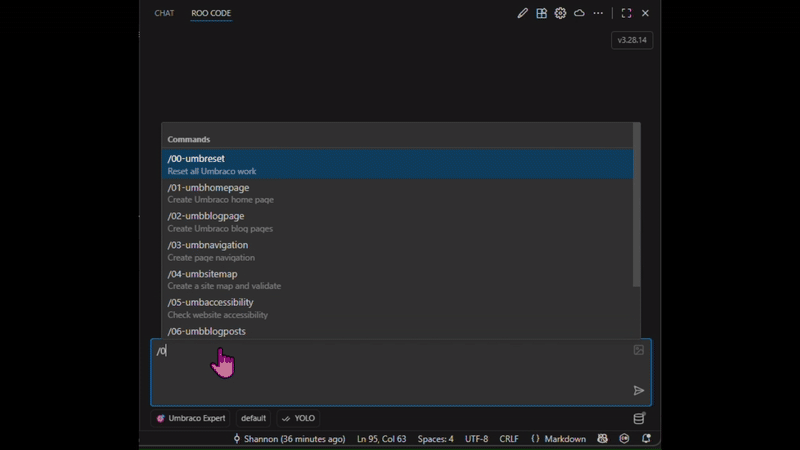 CHAT ROO CODE
v3.28.14
Commands
/00-umbreset
Reset all Umbraco work
/01-umbhomepage
Create Umbraco home page
/02-umbblogpage
Create Umbraco blog pages
/03-umbnavigation
Create page navigation
/04-umbsitemap
Create a site map and validate
/05-umbaccessibility
Check website accessibility
/06-umbblogposts
/0
Umbraco Expert default YOLO
Shannon (36 minutes ago) Ln 95, Col 63 Spaces: 4 UTF-8 CRLF {} Markdown